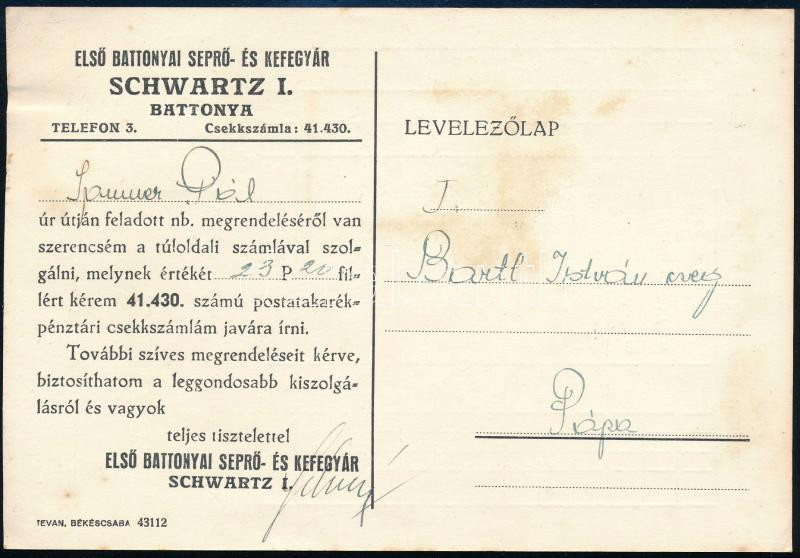 ELSŐ BATTONYAI SEPRŐ- ÉS KEFEGYÁR
SCHWARTZ I.
BATTONYA
TELEFON 3. Csekkszámla: 41.430.
Pál
úr útján feladott nb. megrendeléséről van
szerencsém a túloldali számlával szol-
gálni, melynek értékét 23 P 20 fil-
lért kérem 41.430. számú postatakarék-
pénztári csekkszámlám javára írni.
További szíves megrendeléseit kérve,
biztosíthatom a leggondosabb kiszolgá-
lásról és vagyok
teljes tisztelettel
ELSŐ BATTONYAI SEPRŐ- ÉS KEFEGYÁR
SCHWARTZ I.
TEVAN, BÉKÉSCSABA 43112
LEVELEZŐLAP
T.
Bartl István
Pápa